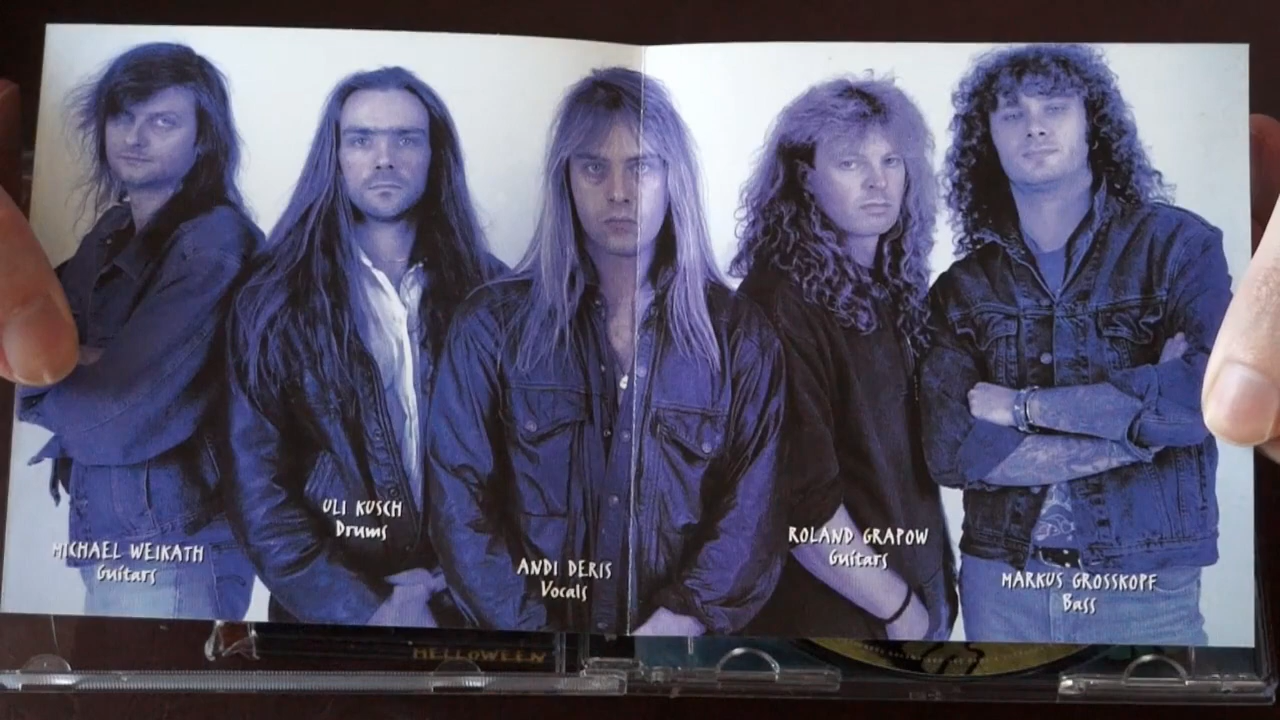 MICHAEL WEIKATH
Guitars
ULI KUSCH
Drums
ANDI DERIS
Vocals
ROLAND GRAPOW
Guitars
MARKUS GROSSKOPF
Bass
HELLOWEEN